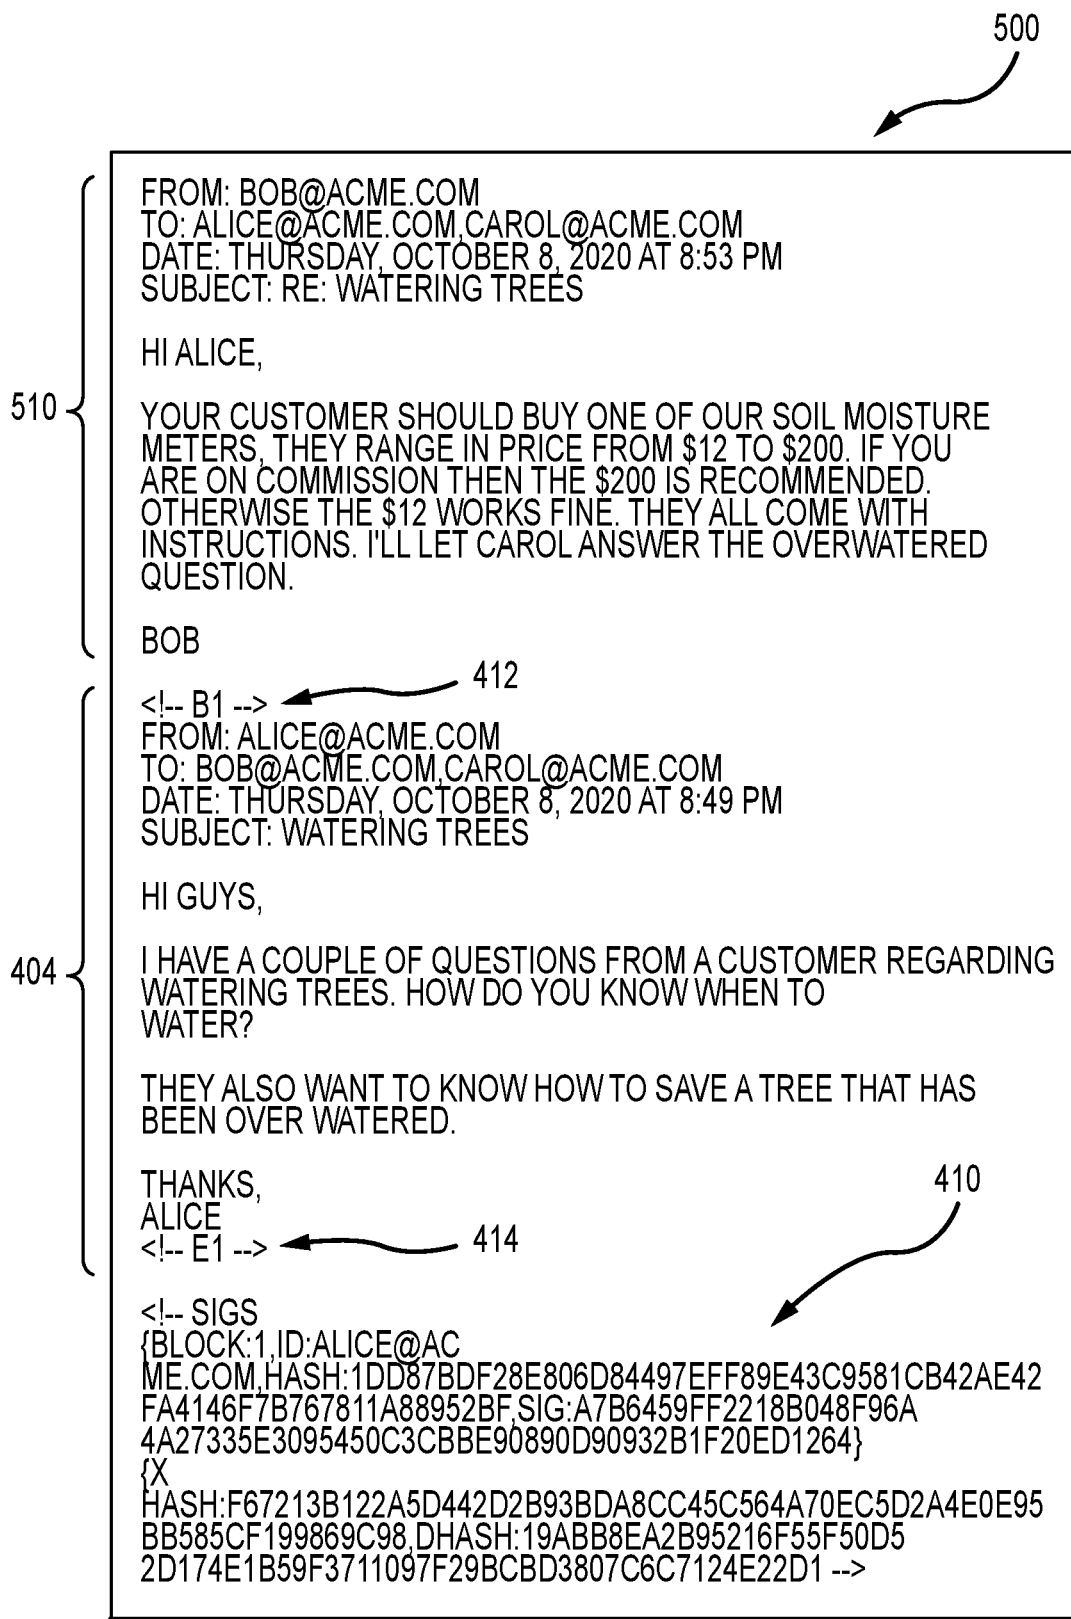 500
FROM: BOB@ACME.COM
TO: ALICE@ACME.COM,CAROL@ACME.COM
DATE: THURSDAY, OCTOBER 8, 2020 AT 8:53 PM
SUBJECT: RE: WATERING TREES
HI ALICE,
510
YOUR CUSTOMER SHOULD BUY ONE OF OUR SOIL MOISTURE
METERS, THEY RANGE IN PRICE FROM $12 TO $200. IF YOU
ARE ON COMMISSION THEN THE $200 IS RECOMMENDED.
OTHERWISE THE $12 WORKS FINE. THEY ALL COME WITH
INSTRUCTIONS. I'LL LET CAROL ANSWER THE OVERWATERED
QUESTION.
BOB
<!-- B1 --> 412
FROM: ALICE@ACME.COM
TO: BOB@ACME.COM,CAROL@ACME.COM
DATE: THURSDAY, OCTOBER 8, 2020 AT 8:49 PM
SUBJECT: WATERING TREES
HI GUYS,
404
I HAVE A COUPLE OF QUESTIONS FROM A CUSTOMER REGARDING
WATERING TREES. HOW DO YOU KNOW WHEN TO
WATER?
THEY ALSO WANT TO KNOW HOW TO SAVE A TREE THAT HAS
BEEN OVER WATERED.
THANKS,
ALICE
<!-- E1 --> 414
410
<!-- SIGS
{BLOCK:1,ID:ALICE@AC
ME.COM,HASH:1DD87BDF28E806D84497EFF89E43C9581CB42AE42
FA4146F7B767811A88952BF,SIG:A7B6459FF2218B048F96A
4A27335E3095450C3CBBE90890D90932B1F20ED1264}
{X
HASH:F67213B122A5D442D2B93BDA8CC45C564A70EC5D2A4E0E95
BB585CF199869C98,DHASH:19ABB8EA2B95216F55F50D5
2D174E1B59F3711097F29BCBD3807C6C7124E22D1 -->